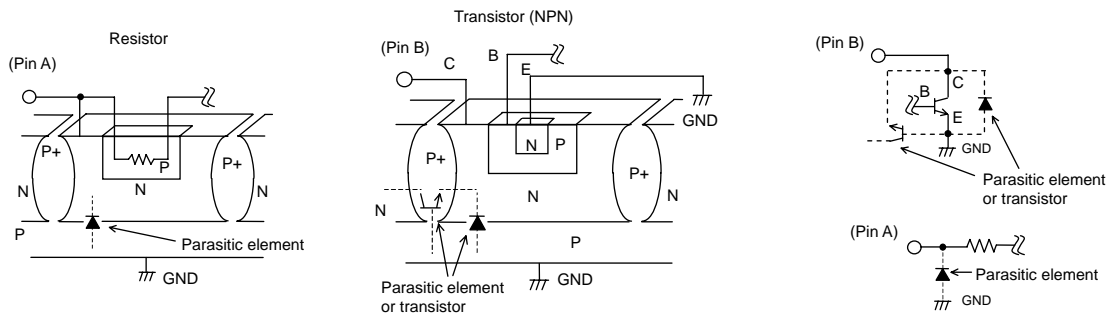 Resistor
(Pin A)
P+
P
P+
N
N
N
P
Parasitic element
GND
Transistor (NPN)
(Pin B)
C
B
E
GND
P+
N
P
P+
N
N
N
P
Parasitic element
or transistor
GND
(Pin B)
C
B
E
GND
Parasitic element
or transistor
(Pin A)
Parasitic element
GND